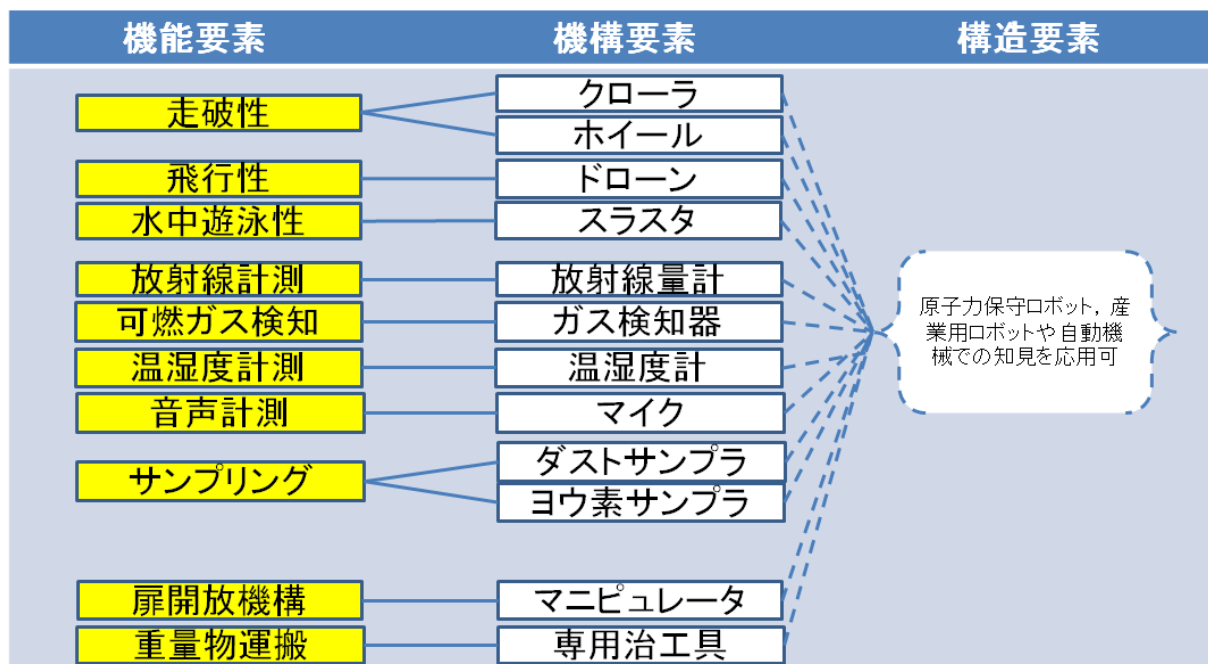 機能要素 機構要素 構造要素
走破性
クローラ
ホイール
飛行性 ドローン
水中遊泳性 スラスタ
放射線計測 放射線量計
可燃ガス検知 ガス検知器
温湿度計測 温湿度計
音声計測 マイク
サンプリング
ダストサンプラ
ヨウ素サンプラ
扉開放機構 マニピュレータ
重量物運搬 専用治工具
原子力保守ロボット，産
業用ロボットや自動機
械での知見を応用可